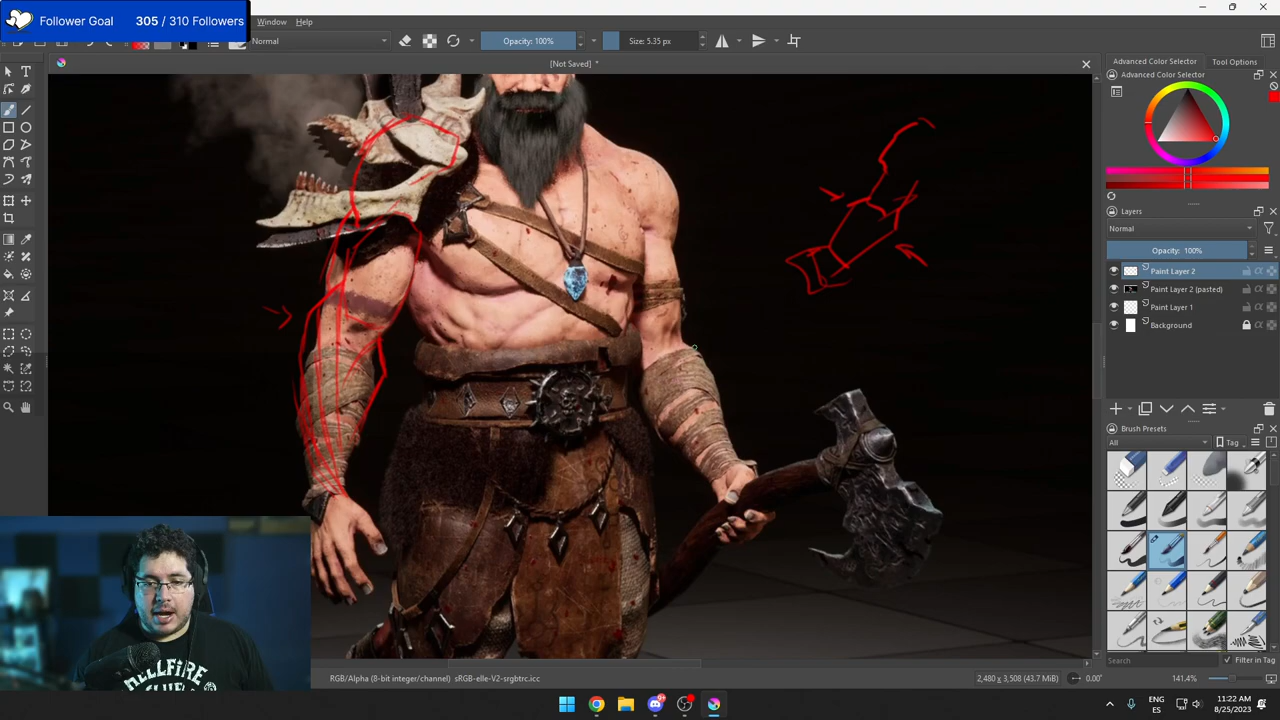 Follower Goal 305 / 310 Followers
Window Help
Normal Opacity: 100% Size: 5.35 px
[Not Saved] *
Advanced Color Selector Tool Options
Advanced Color Selector
Layers
Normal
Opacity: 100%
Paint Layer 2
Paint Layer 2 (pasted)
Paint Layer 1
Background
Brush Presets
All Tag
Search Filter in Tag
RGB/Alpha (8-bit integer/channel) sRGB-elle-V2-srgbtrc.icc 2,480 x 3,508 (43.7 MiB) 0.00° 141.4%
HELLFIRE
ENG
ES
11:22 AM
8/25/2023